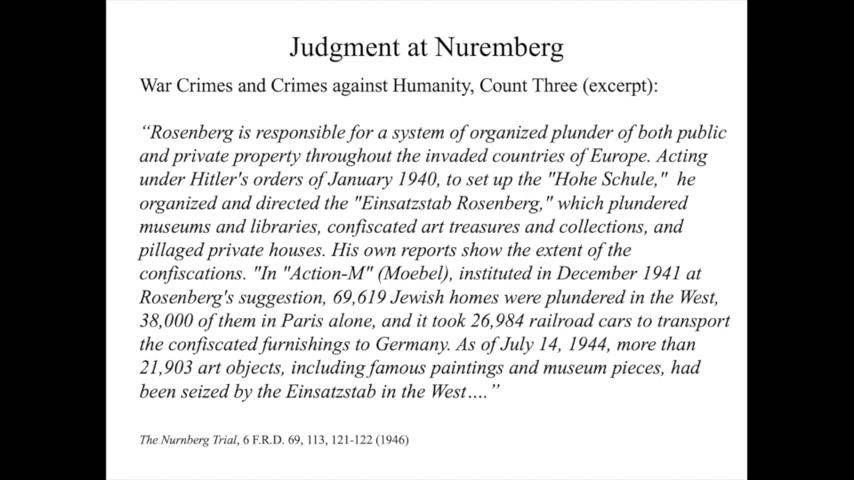 Judgment at Nuremberg
War Crimes and Crimes against Humanity, Count Three (excerpt):
“Rosenberg is responsible for a system of organized plunder of both public
and private property throughout the invaded countries of Europe. Acting
under Hitler's orders of January 1940, to set up the "Hohe Schule," he
organized and directed the "Einsatzstab Rosenberg," which plundered
museums and libraries, confiscated art treasures and collections, and
pillaged private houses. His own reports show the extent of the
confiscations. "In "Action-M" (Moebel), instituted in December 1941 at
Rosenberg's suggestion, 69,619 Jewish homes were plundered in the West,
38,000 of them in Paris alone, and it took 26,984 railroad cars to transport
the confiscated furnishings to Germany. As of July 14, 1944, more than
21,903 art objects, including famous paintings and museum pieces, had
been seized by the Einsatzstab in the West….”
The Nurnberg Trial, 6 F.R.D. 69, 113, 121-122 (1946)